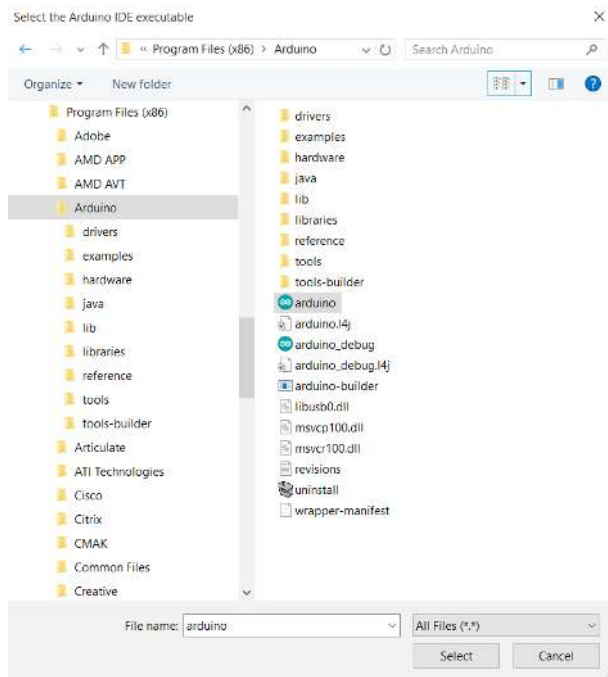 Select the Arduino IDE executable
« Program Files (x86) > Arduino
Search Arduino
Organize
New folder
Program Files (x86)
Adobe
AMD APP
AMD AVT
Arduino
drivers
examples
hardware
java
lib
libraries
reference
tools
tools-builder
Articulate
ATI Technologies
Cisco
Citrix
CMAK
Common Files
Creative
drivers
examples
hardware
java
lib
libraries
reference
tools
tools-builder
arduino
arduino.l4j
arduino_debug
arduino_debug.l4j
arduino-builder
libusb0.dll
msvcp100.dll
msvcr100.dll
revisions
uninstall
wrapper-manifest
File name: arduino
All Files (*.*)
Select
Cancel